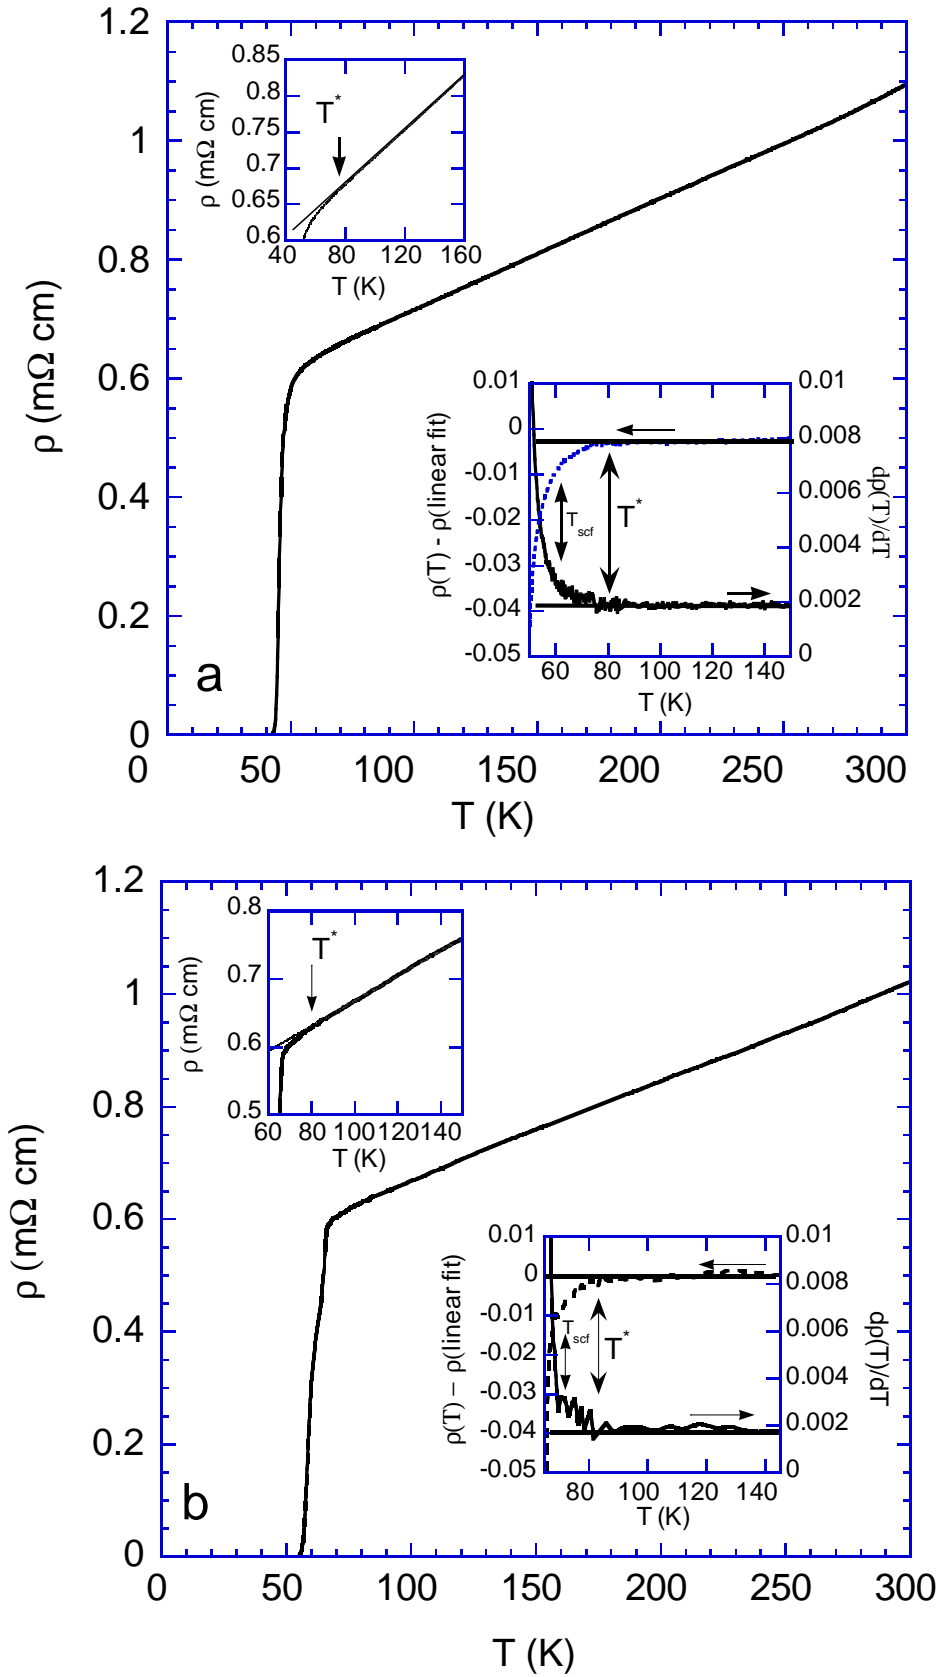 1.2
1
0.8
0.6
0.4
0.2
0
ρ (mΩ cm)
0 50 100 150 200 250 300
T (K)
a
0.85
0.8
0.75
0.7
0.65
0.6
ρ (mΩ cm)
40 80 120 160
T (K)
T*
0.01
0
-0.01
-0.02
-0.03
-0.04
-0.05
ρ(T) - ρ(linear fit)
0.01
0.008
0.006
0.004
0.002
0
dρ(T)/dT
60 80 100 120 140
T (K)
Tscf
T*
1.2
1
0.8
0.6
0.4
0.2
0
ρ (mΩ cm)
0 50 100 150 200 250 300
T (K)
b
0.8
0.7
0.6
0.5
ρ (mΩ cm)
60 80 100 120 140
T (K)
T*
0.01
0
-0.01
-0.02
-0.03
-0.04
-0.05
ρ(T) − ρ(linear fit)
0.01
0.008
0.006
0.004
0.002
0
dρ(T)/dT
80 100 120 140
T (K)
Tscf
T*